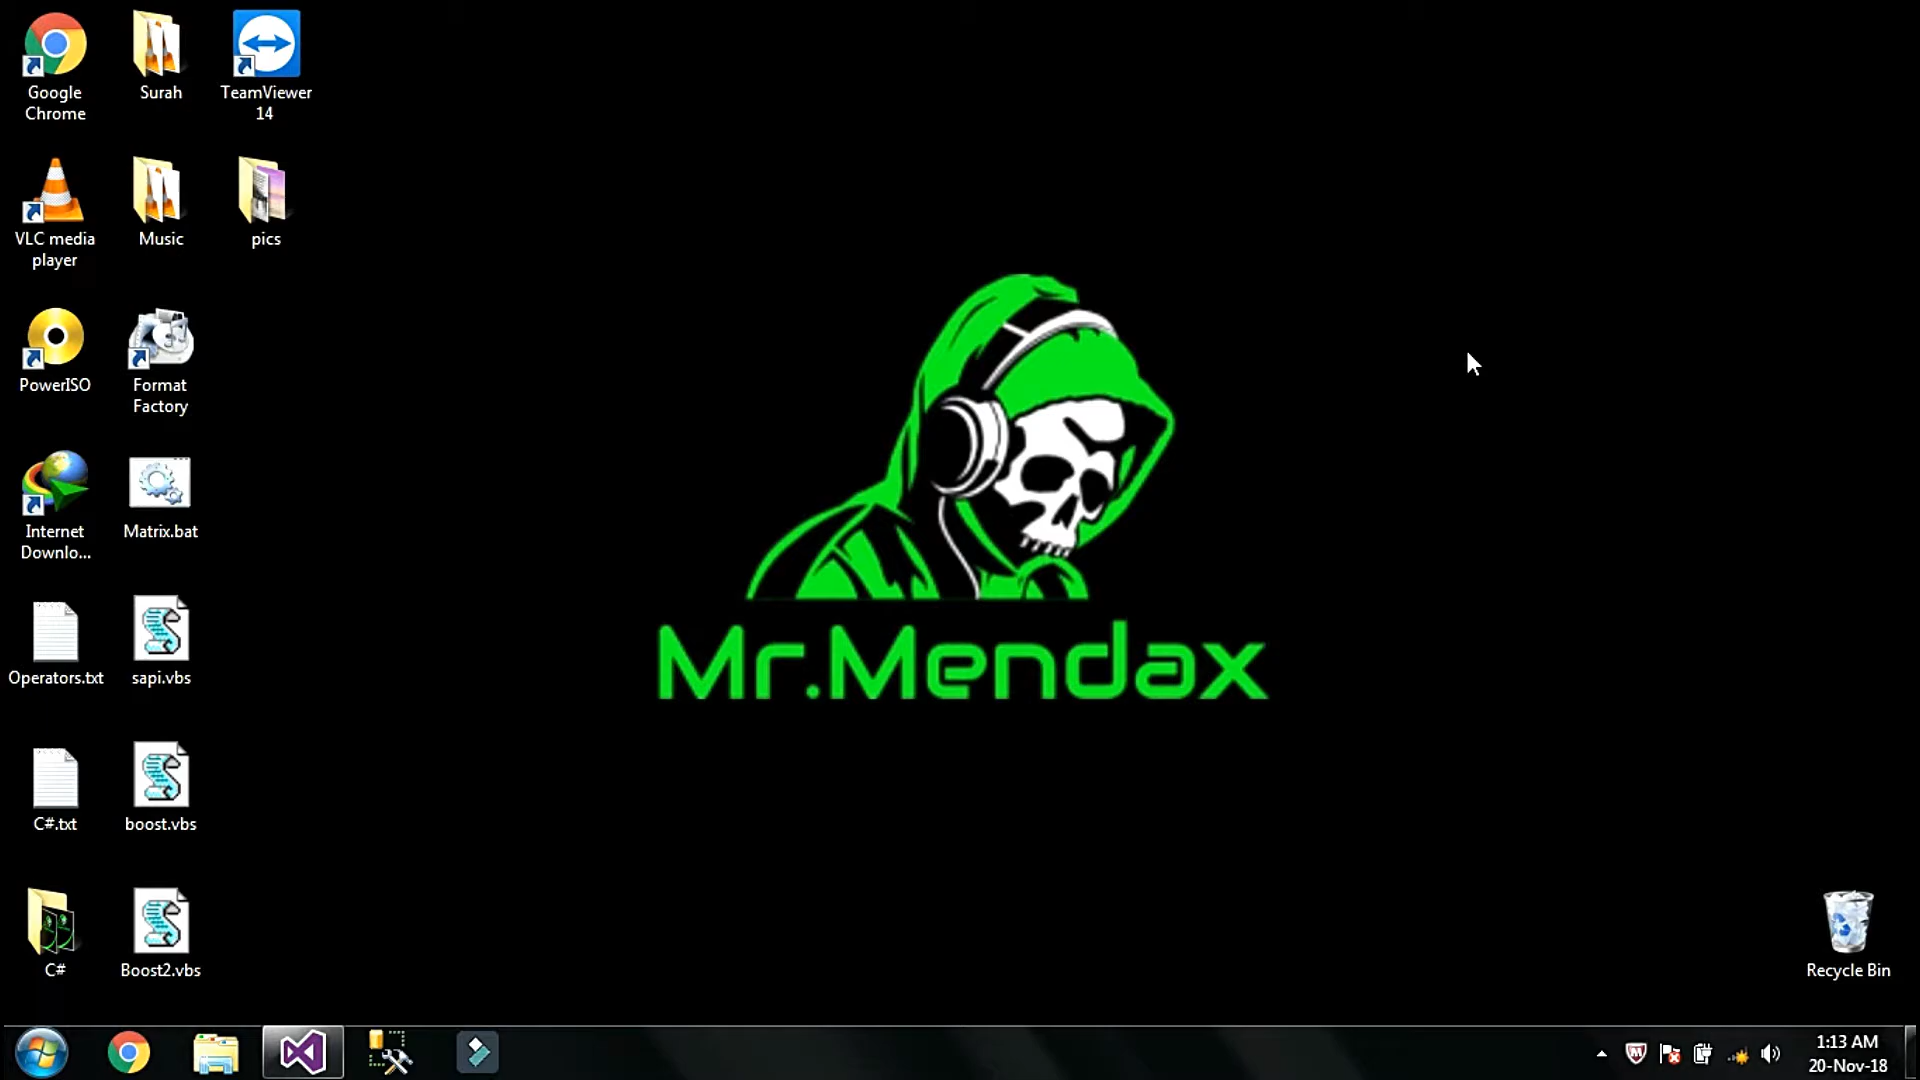 Google
Chrome
Surah
TeamViewer
14
VLC media
player
Music
pics
PowerISO
Format
Factory
Internet
Downlo...
Matrix.bat
Operators.txt
sapi.vbs
C#.txt
boost.vbs
C#
Boost2.vbs
Mr.Mendax
Recycle Bin
1:13 AM
20-Nov-18